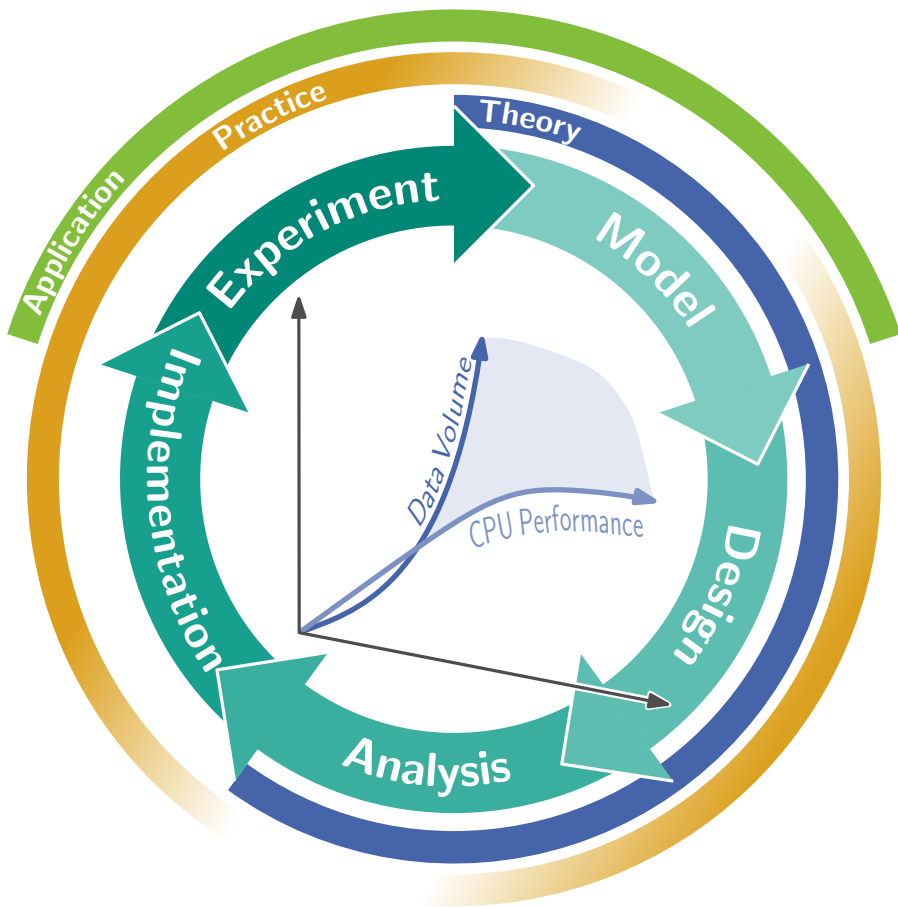 Application
Practice
Theory
Experiment
Model
Design
Analysis
Implementation
Data Volume
CPU Performance